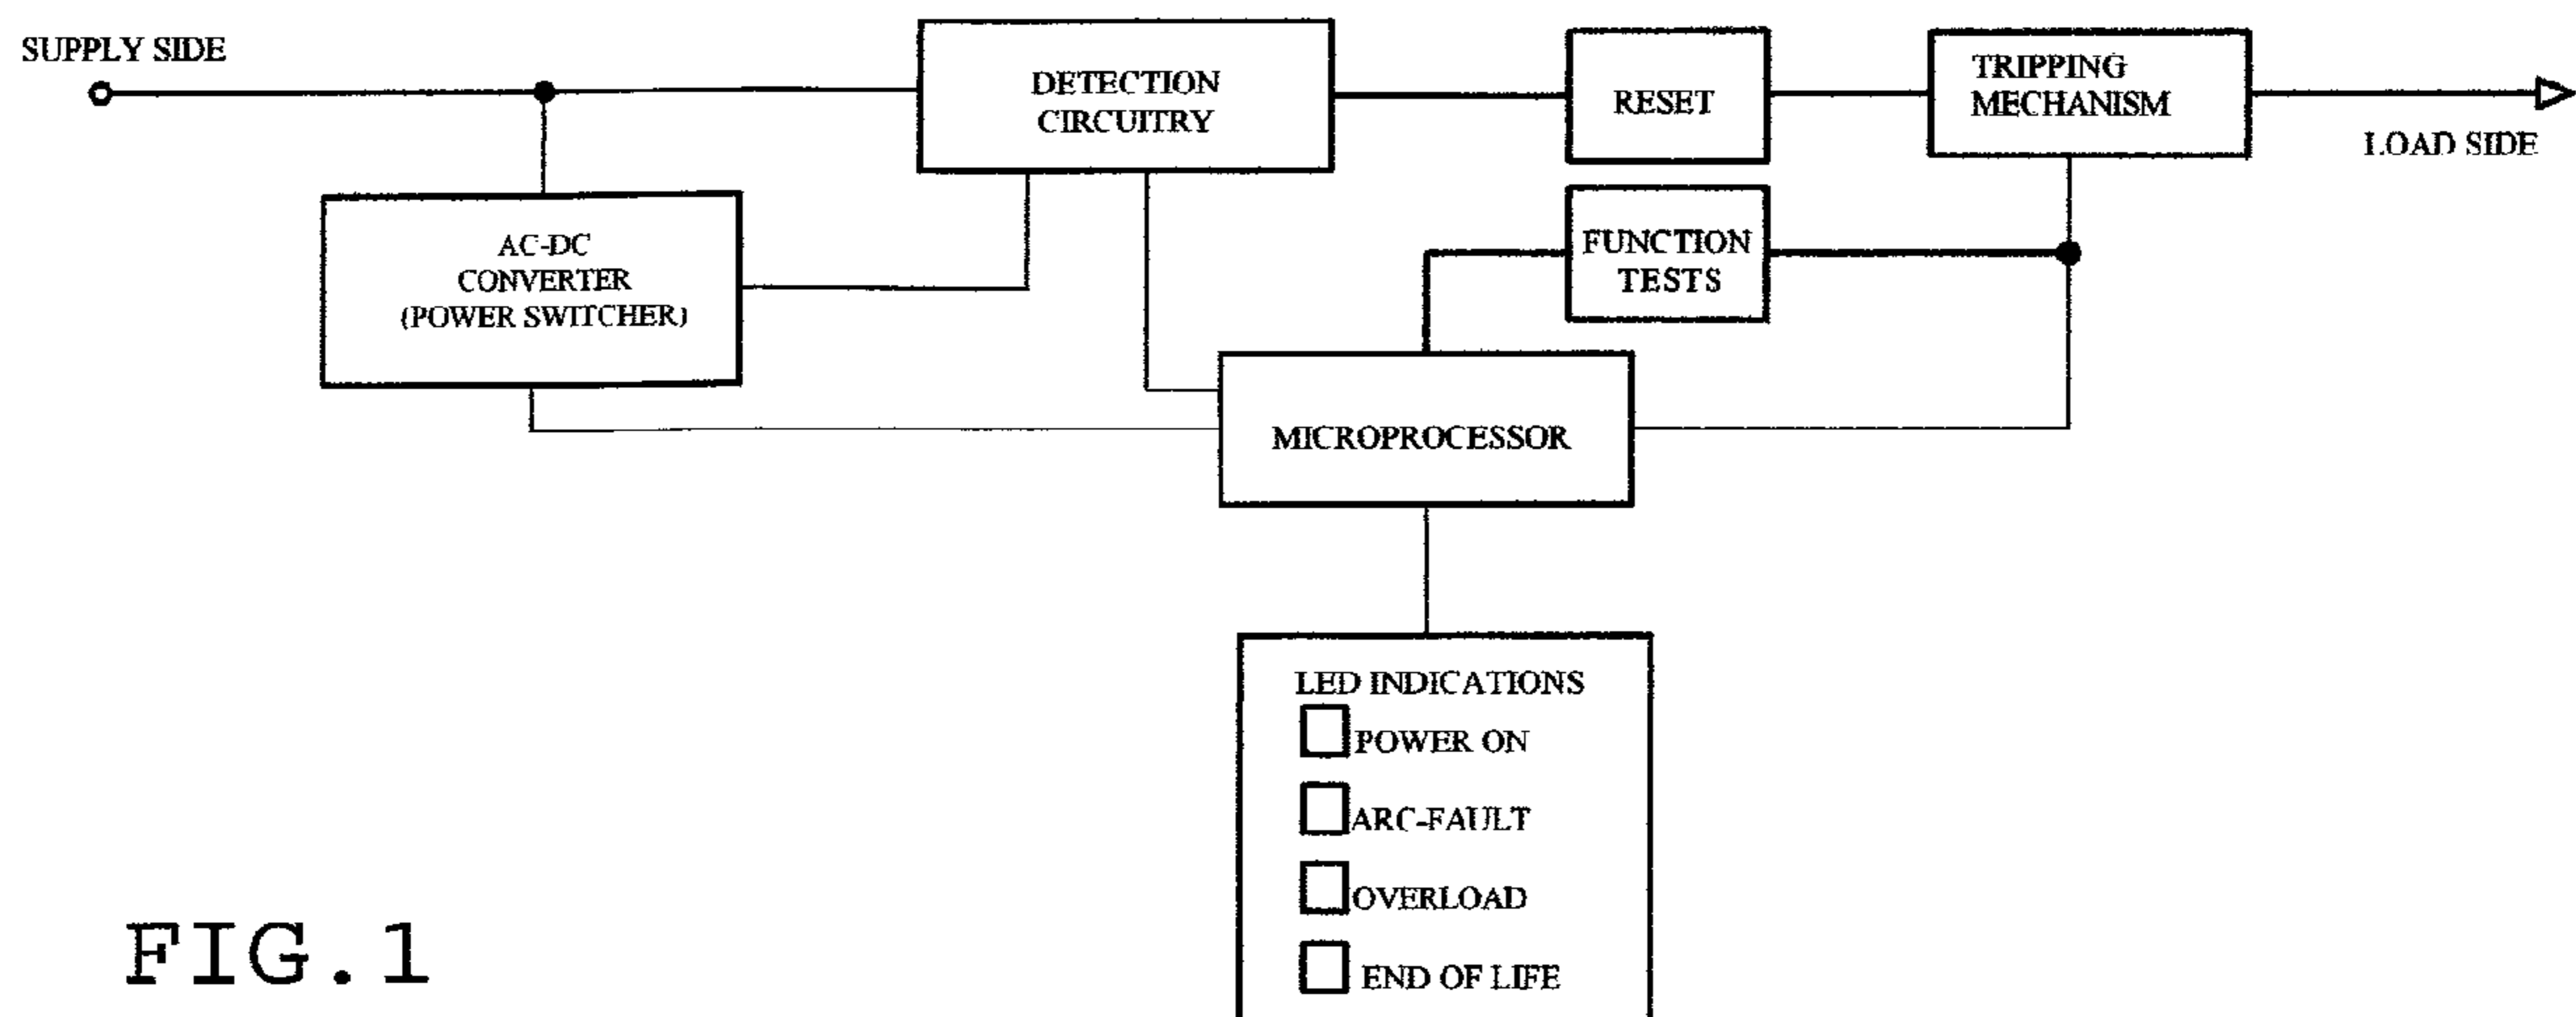 SUPPLY SIDE
DETECTION
CIRCUITRY
RESET
TRIPPING
MECHANISM
LOAD SIDE
AC-DC
CONVERTER
(POWER SWITCHER)
FUNCTION
TESTS
MICROPROCESSOR
LED INDICATIONS
POWER ON
ARC-FAULT
OVERLOAD
END OF LIFE
FIG.1